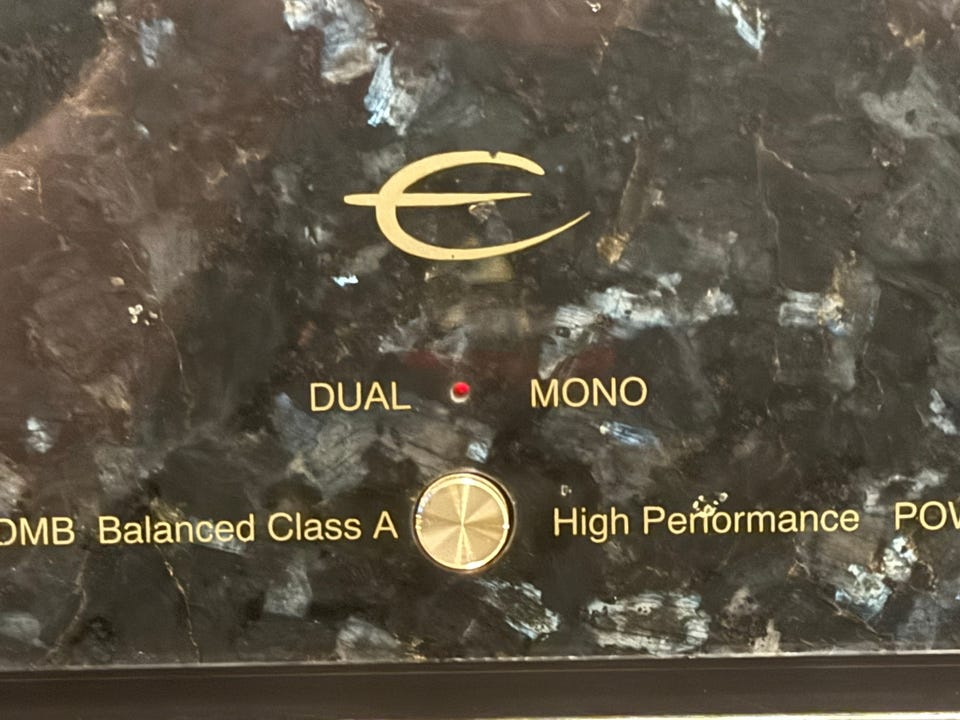 DUAL MONO
Balanced Class A High Performance